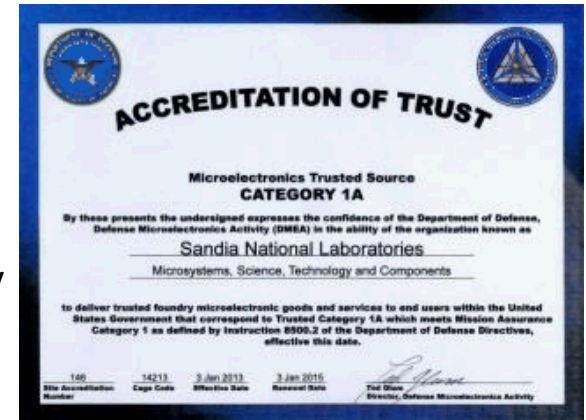 ACCREDITATION OF TRUST
Microelectronics Trusted Source
CATEGORY 1A
By these presents the undersigned expresses the confidence of the Department of Defense,
Defense Microelectronics Activity (DMEA) in the ability of the organization known as
Sandia National Laboratories
Microsystems, Science, Technology and Components
to deliver trusted foundry microelectronic goods and services to end users within the United
States Government that correspond to Trusted Category 1A which meets Mission Assurance
Category 1 as defined by Instruction 8500.2 of the Department of Defense Directives,
effective this date.
146 14213 3 Jan 2013 3 Jan 2015
Site Accreditation Number Cage Code Effective Date Renewal Date Ted Glum
Director, Defense Microelectronics Activity